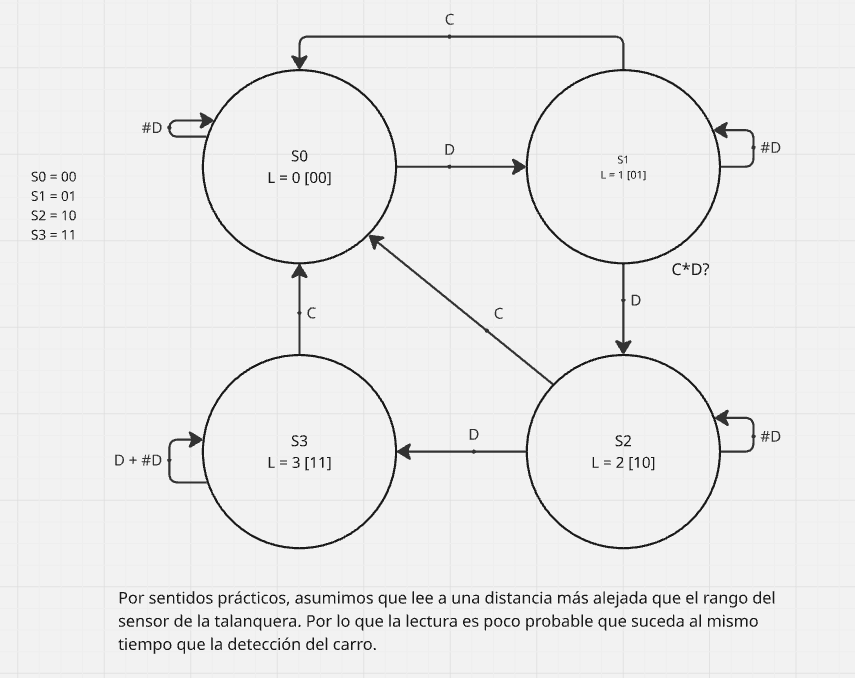 C
#D
S0
L = 0 [00]
D
S1
L = 1 [01]
#D
S0 = 00
S1 = 01
S2 = 10
S3 = 11
C*D?
D
C
C
S3
L = 3 [11]
D + #D
D
S2
L = 2 [10]
#D
Por sentidos prácticos, asumimos que lee a una distancia más alejada que el rango del
sensor de la talanquera. Por lo que la lectura es poco probable que suceda al mismo
tiempo que la detección del carro.